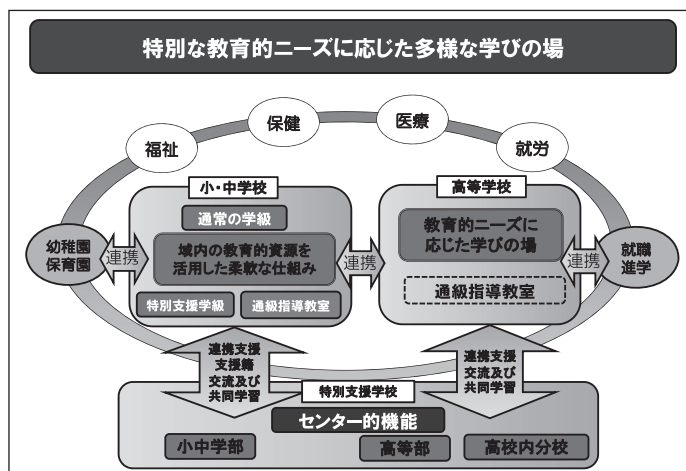 特別な教育的ニーズに応じた多様な学びの場
福祉
保健
医療
就労
小・中学校
通常の学級
域内の教育的資源を
活用した柔軟な仕組み
特別支援学級
通級指導教室
高等学校
教育的ニーズに
応じた学びの場
通級指導教室
幼稚園
保育園
連携
連携
連携
就職
進学
連携支援
支援籍
交流及び
共同学習
連携支援
交流及び
共同学習
特別支援学校
センター的機能
小中学部
高等部
高校内分校